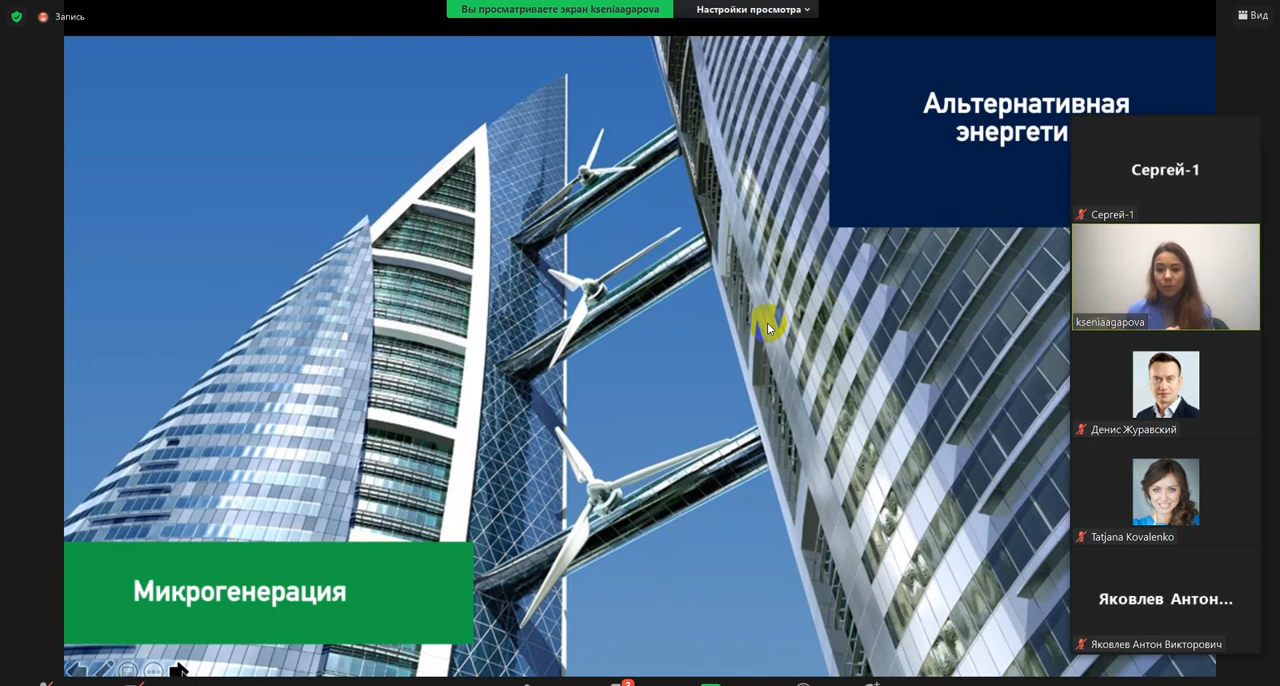 Запись
Вы просматриваете экран kseniaagapova
Настройки просмотра
Вид
Альтернативная
энергети
Сергей-1
Сергей-1
kseniaagapova
Денис Журавский
Tatjana Kovalenko
Яковлев Антон...
Яковлев Антон Викторович
Микрогенерация